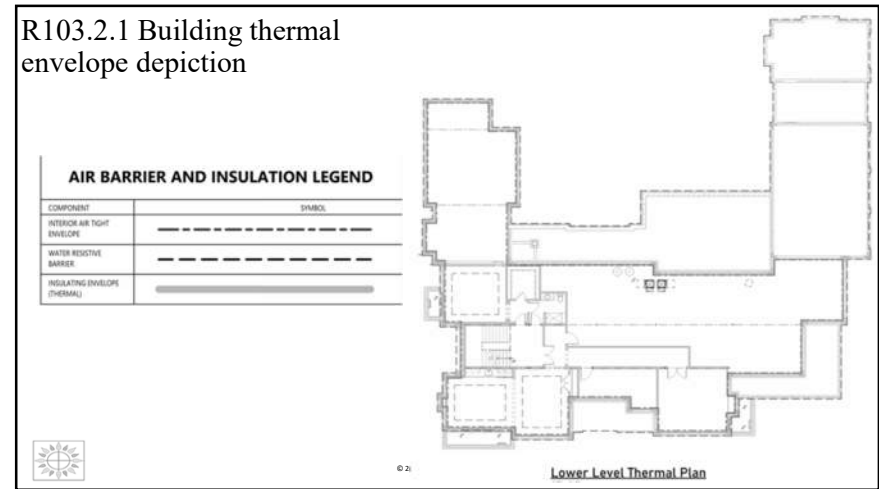 R103.2.1 Building thermal
envelope depiction
AIR BARRIER AND INSULATION LEGEND
COMPONENT SYMBOL
INTERIOR AIR TIGHT
ENVELOPE
WATER RESISTIVE
BARRIER
INSULATING ENVELOPE
(THERMAL)
© 2
Lower Level Thermal Plan